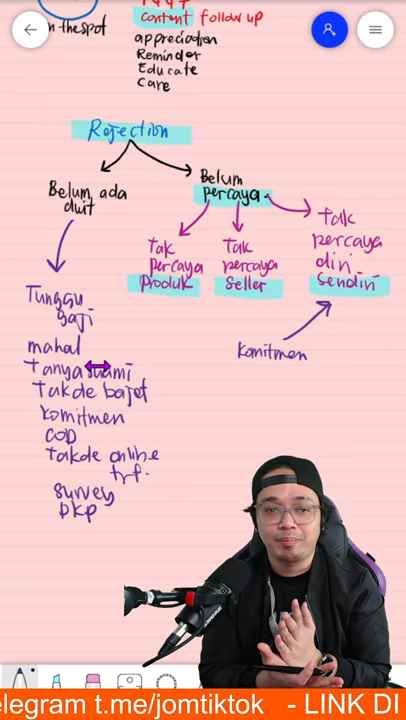 n the spot
content follow up
appreciation
Reminder
Educate
care
Rejection
Belum ada
duit
Belum
percaya
Tak
percaya
Produk
Tak
percaya
Seller
Tak
percaya
diri
Sendiri
Komitmen
Tunggu
gaji
mahal
Tanya suami
Takde bajet
komitmen
COD
takde online
trf.
survey
PKP
elegram t.me/jomtiktok - LINK DI